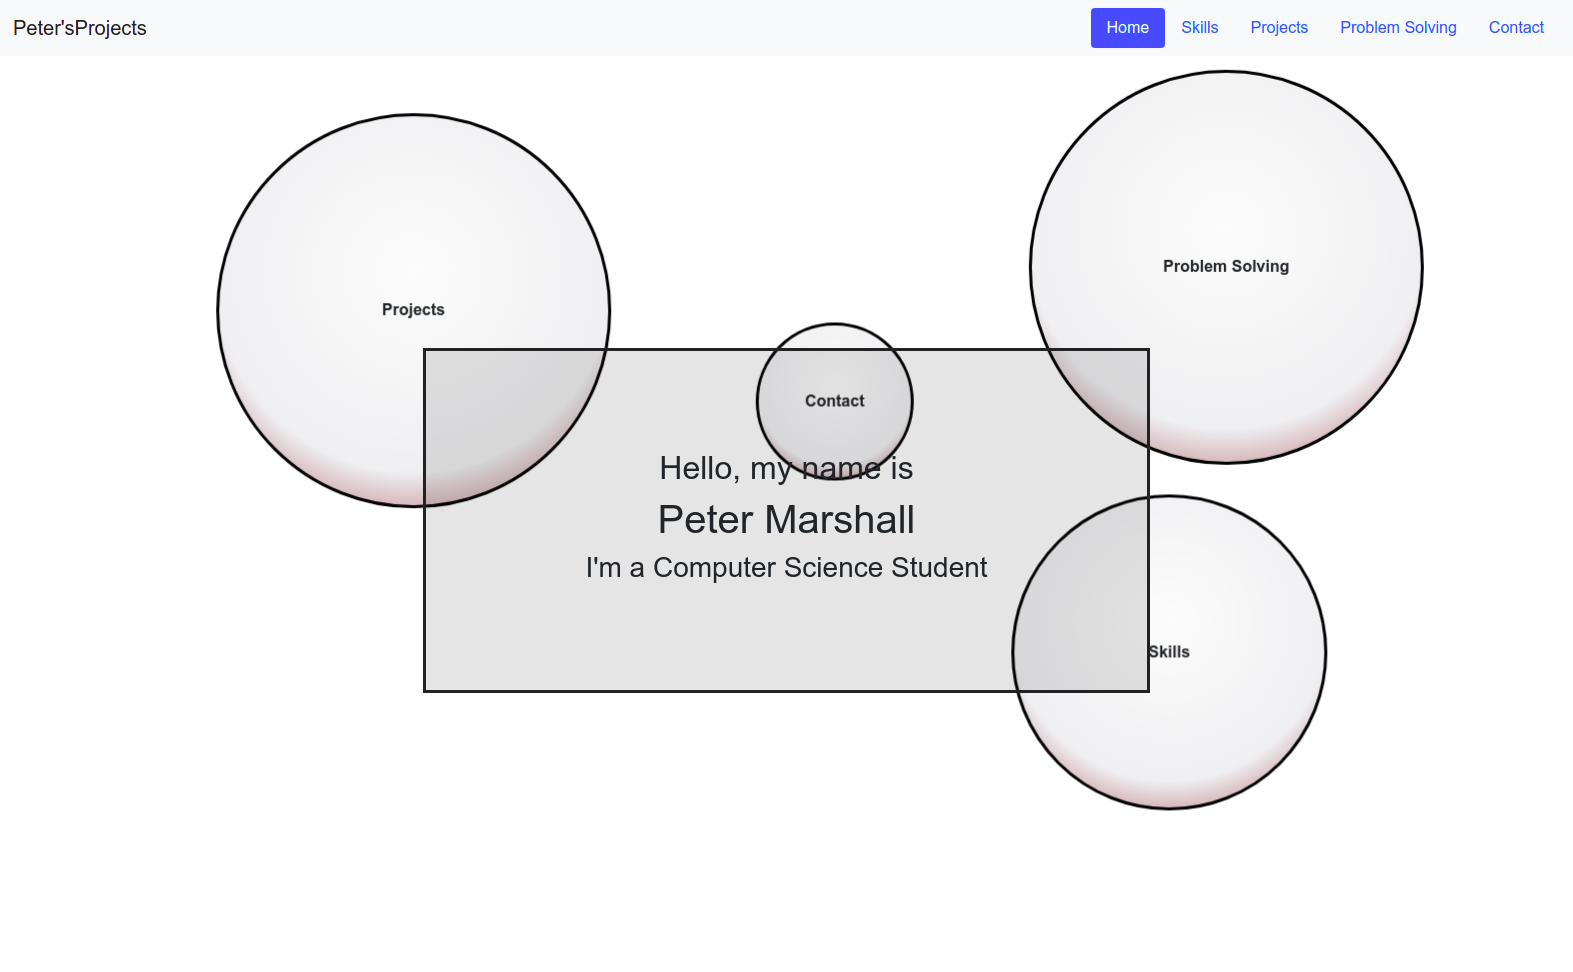 Peter'sProjects
Home Skills Projects Problem Solving Contact
Problem Solving
Projects
Contact
Hello, my name is
Peter Marshall
I'm a Computer Science Student
Skills